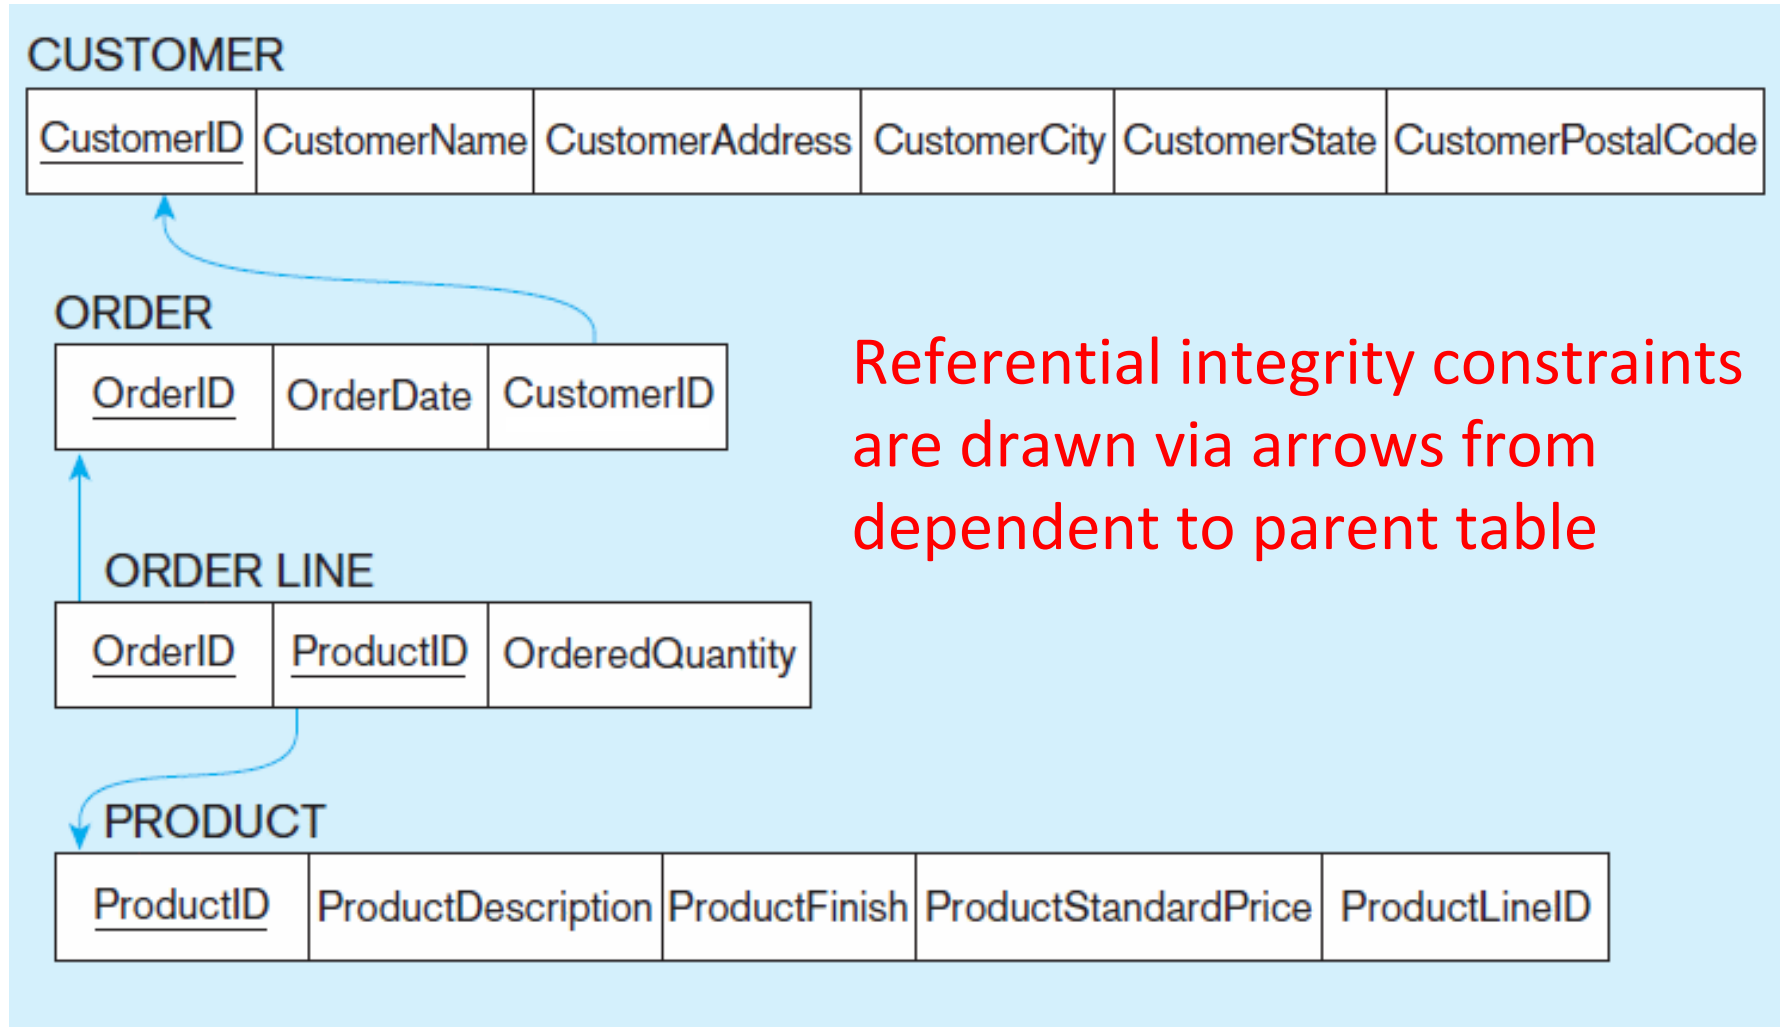 CUSTOMER
CustomerID CustomerName CustomerAddress CustomerCity CustomerState CustomerPostalCode
ORDER
OrderID OrderDate CustomerID
Referential integrity constraints
are drawn via arrows from
dependent to parent table
ORDER LINE
OrderID ProductID OrderedQuantity
PRODUCT
ProductID ProductDescription ProductFinish ProductStandardPrice ProductLineID